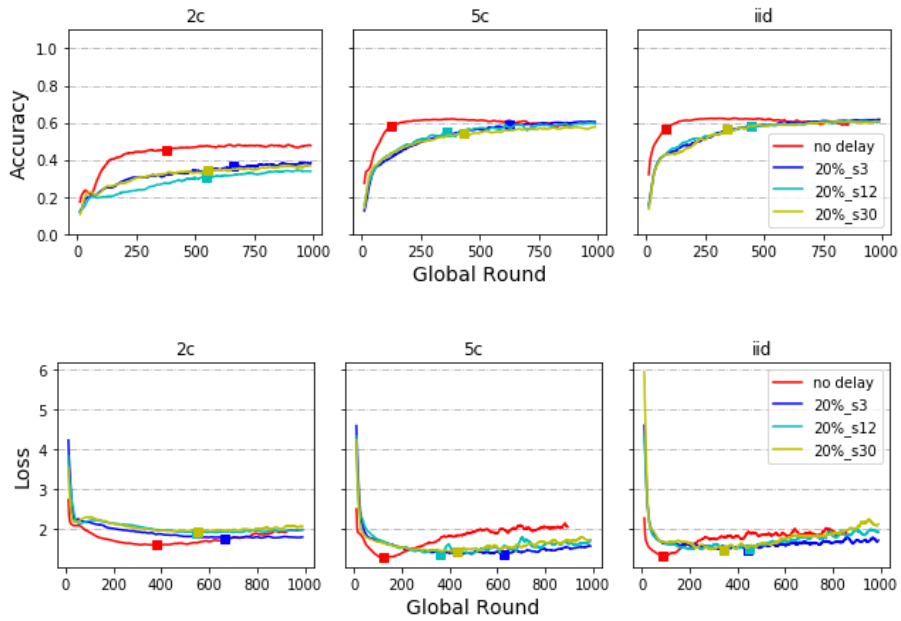 2c 5c iid
Accuracy
1.0
0.8
0.6
0.4
0.2
0.0
no delay
20%_s3
20%_s12
20%_s30
0 250 500 750 1000 0 250 500 750 1000 0 250 500 750 1000
Global Round
2c 5c iid
Loss
6
5
4
3
2
no delay
20%_s3
20%_s12
20%_s30
0 200 400 600 800 1000 0 200 400 600 800 1000 0 200 400 600 800 1000
Global Round